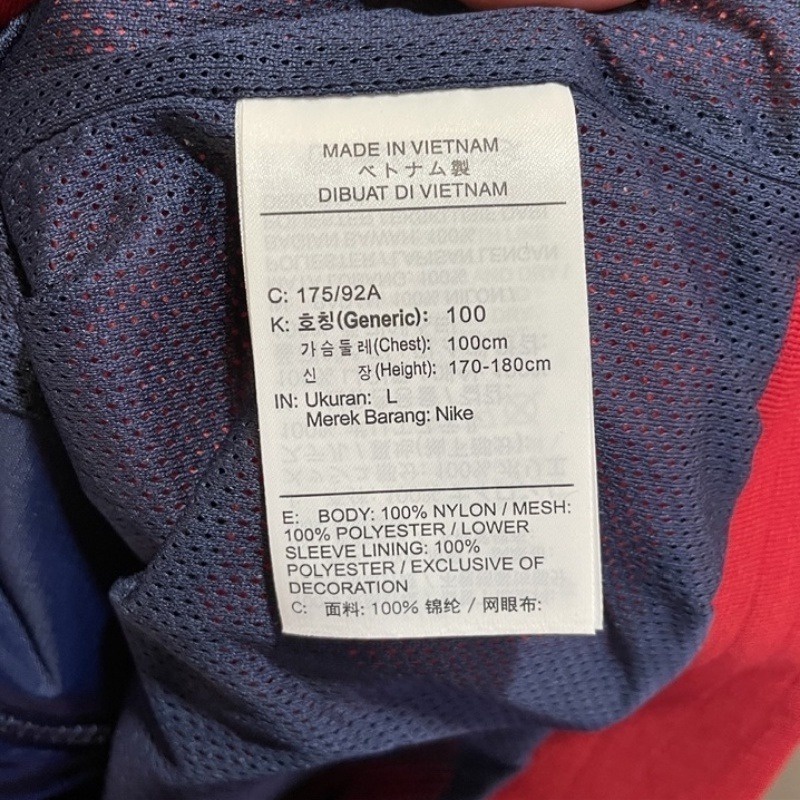 MADE IN VIETNAM
ベトナム製
DIBUAT DI VIETNAM
C: 175/92A
K: 호칭(Generic): 100
가슴둘레(Chest): 100cm
신 장(Height): 170-180cm
IN: Ukuran: L
Merek Barang: Nike
E: BODY: 100% NYLON / MESH:
100% POLYESTER / LOWER
SLEEVE LINING: 100%
POLYESTER / EXCLUSIVE OF
DECORATION
C: 面料: 100% 锦纶 / 网眼布: